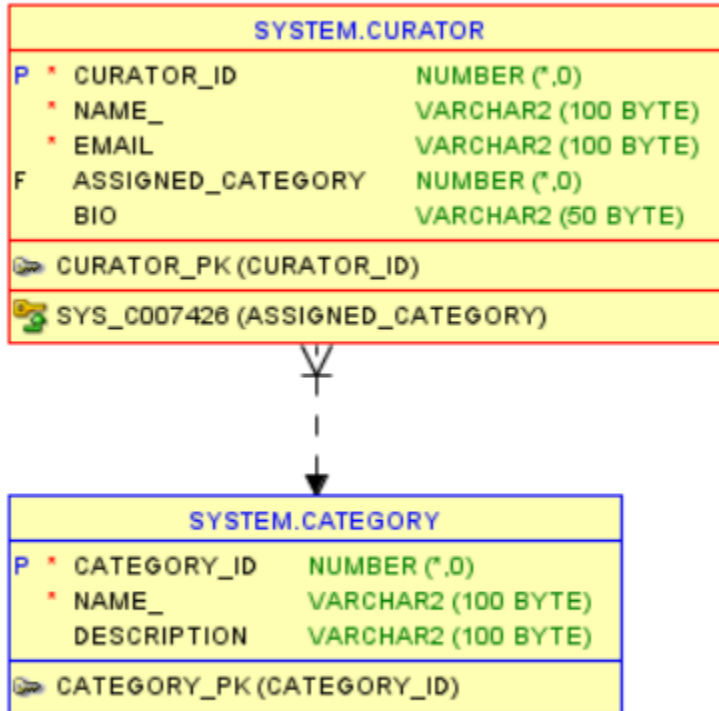 SYSTEM.CURATOR
P * CURATOR_ID NUMBER (*,0)
* NAME_ VARCHAR2 (100 BYTE)
* EMAIL VARCHAR2 (100 BYTE)
F ASSIGNED_CATEGORY NUMBER (*,0)
BIO VARCHAR2 (50 BYTE)
CURATOR_PK (CURATOR_ID)
SYS_C007426 (ASSIGNED_CATEGORY)
SYSTEM.CATEGORY
P * CATEGORY_ID NUMBER (*,0)
* NAME_ VARCHAR2 (100 BYTE)
DESCRIPTION VARCHAR2 (100 BYTE)
CATEGORY_PK (CATEGORY_ID)